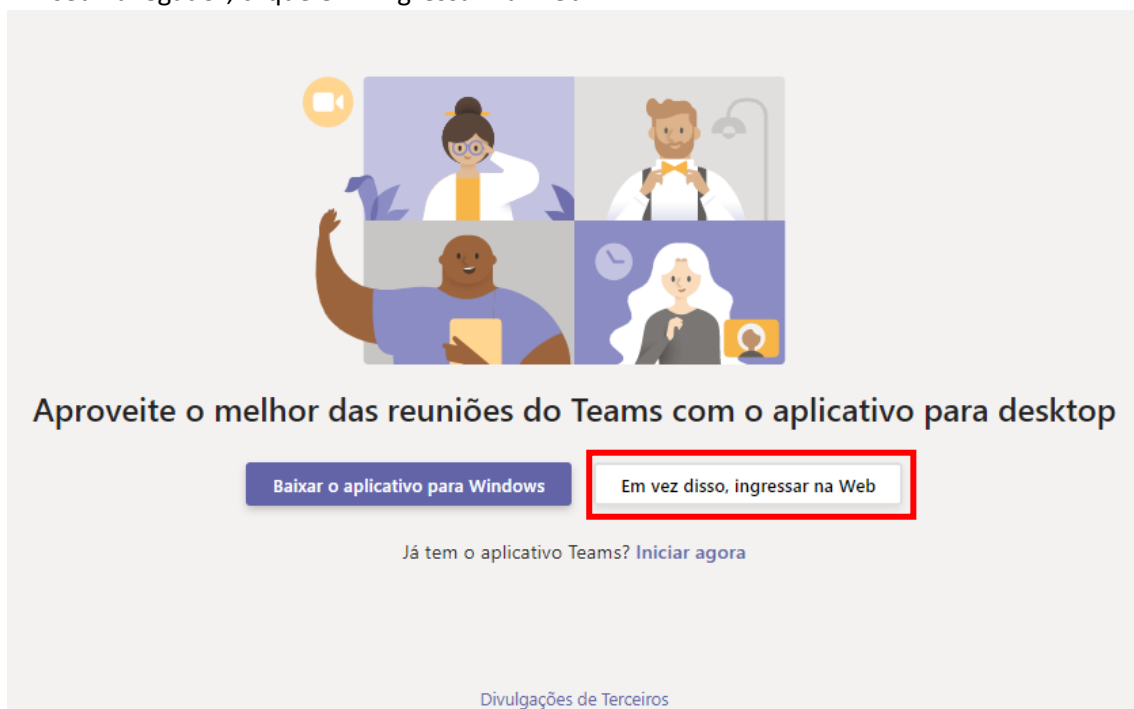 Aproveite o melhor das reuniões do Teams com o aplicativo para desktop
Baixar o aplicativo para Windows
Em vez disso, ingressar na Web
Já tem o aplicativo Teams? Iniciar agora
Divulgações de Terceiros